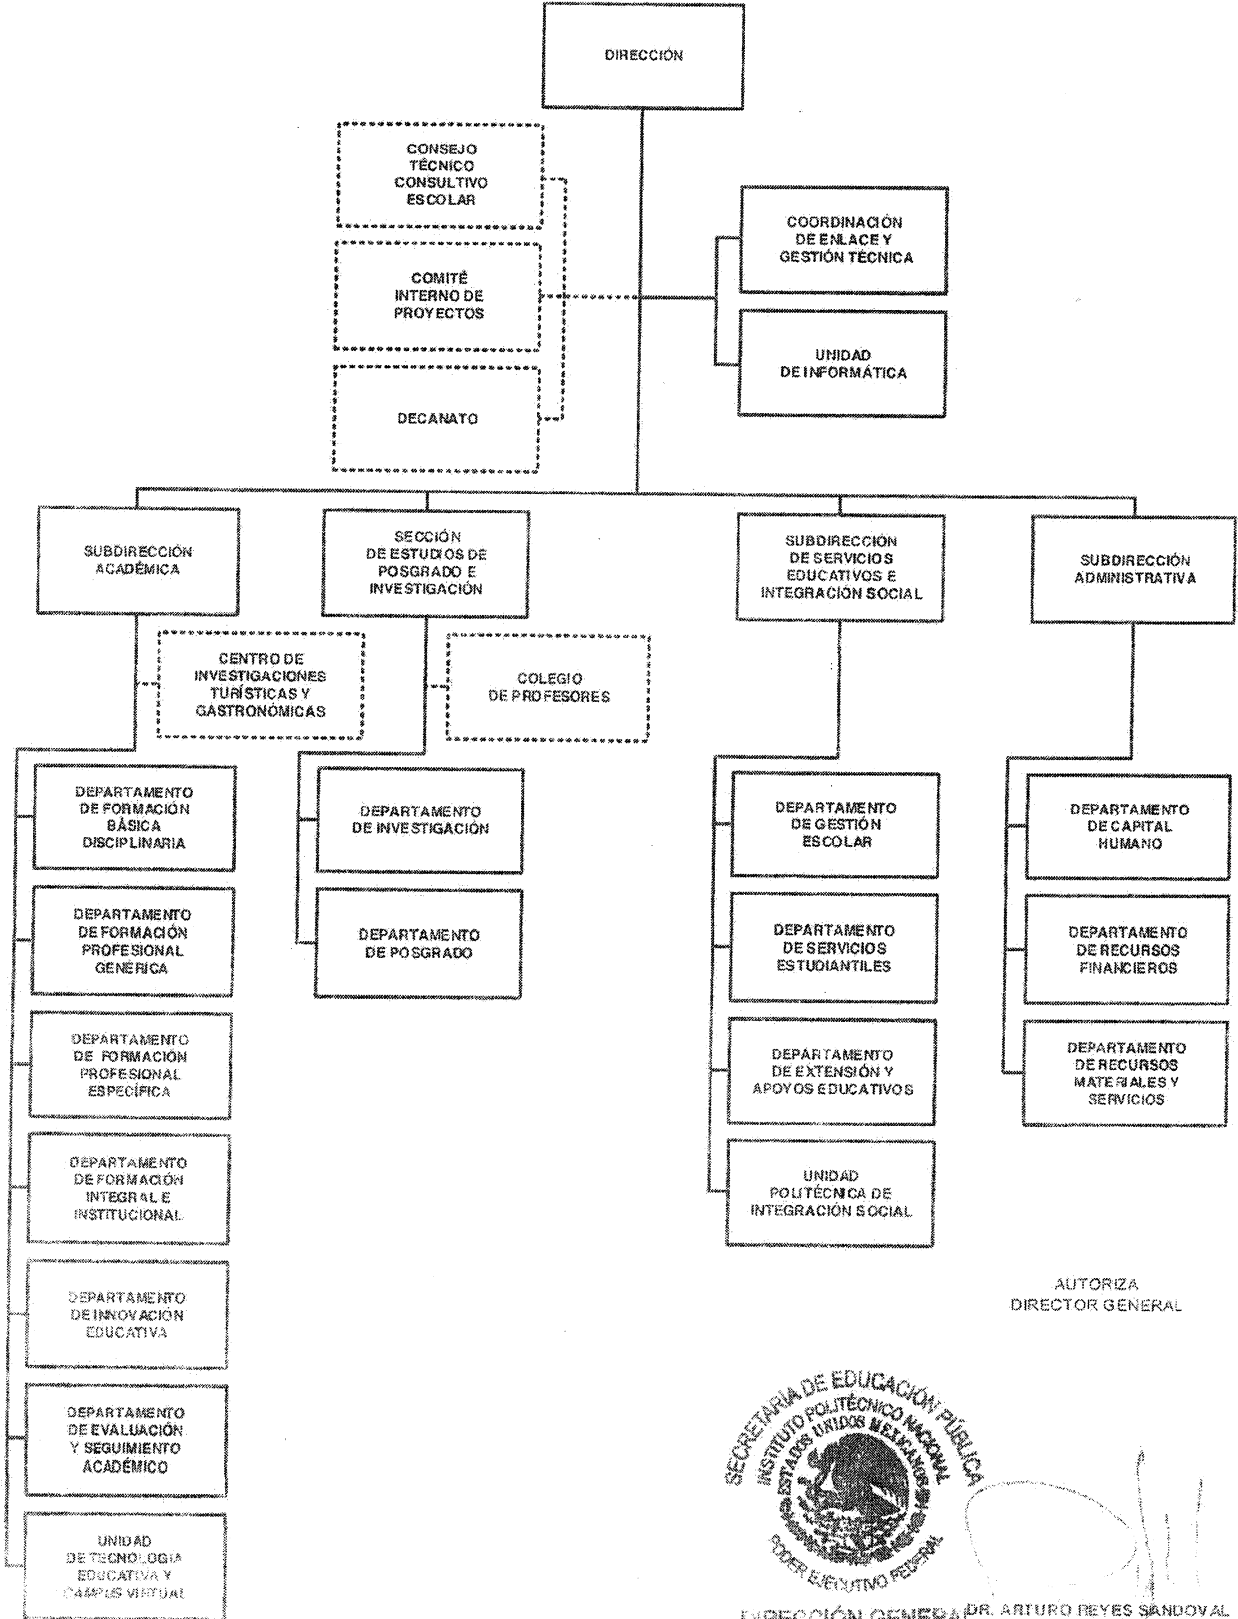 DIRECCIÓN
CONSEJO
TÉCNICO
CONSULTIVO
ESCOLAR
COMITÉ
INTERNO DE
PROYECTOS
DECANATO
COORDINACIÓN
DE ENLACE Y
GESTIÓN TÉCNICA
UNIDAD
DE INFORMÁTICA
SUBDIRECCIÓN
ACADÉMICA
SECCIÓN
DE ESTUDIOS DE
POSGRADO E
INVESTIGACIÓN
SUBDIRECCIÓN
DE SERVICIOS
EDUCATIVOS E
INTEGRACIÓN SOCIAL
SUBDIRECCIÓN
ADMINISTRATIVA
CENTRO DE
INVESTIGACIONES
TURÍSTICAS Y
GASTRONÓMICAS
COLEGIO
DE PROFESORES
DEPARTAMENTO
DE FORMACIÓN
BÁSICA
DISCIPLINARIA
DEPARTAMENTO
DE FORMACIÓN
PROFESIONAL
GENÉRICA
DEPARTAMENTO
DE FORMACIÓN
PROFESIONAL
ESPECÍFICA
DEPARTAMENTO
DE FORMACIÓN
INTEGRAL E
INSTITUCIONAL
DEPARTAMENTO
DE INNOVACIÓN
EDUCATIVA
DEPARTAMENTO
DE EVALUACIÓN
Y SEGUIMIENTO
ACADÉMICO
UNIDAD
DE TECNOLOGIA
EDUCATIVA Y
CAMPUS VIRTUAL
DEPARTAMENTO
DE INVESTIGACIÓN
DEPARTAMENTO
DE POSGRADO
DEPARTAMENTO
DE GESTIÓN
ESCOLAR
DEPARTAMENTO
DE SERVICIOS
ESTUDIANTILES
DEPARTAMENTO
DE EXTENSIÓN Y
APOYOS EDUCATIVOS
UNIDAD
POLITÉCNICA DE
INTEGRACIÓN SOCIAL
DEPARTAMENTO
DE CAPITAL
HUMANO
DEPARTAMENTO
DE RECURSOS
FINANCIEROS
DEPARTAMENTO
DE RECURSOS
MATERIALES Y
SERVICIOS
AUTORIZA
DIRECTOR GENERAL
SECRETARÍA DE EDUCACIÓN PÚBLICA
INSTITUTO POLITÉCNICO NACIONAL
ESTADOS UNIDOS MEXICANOS
PODER EJECUTIVO FEDERAL
DIRECCIÓN GENERAL
DR. ARTURO REYES SANDOVAL